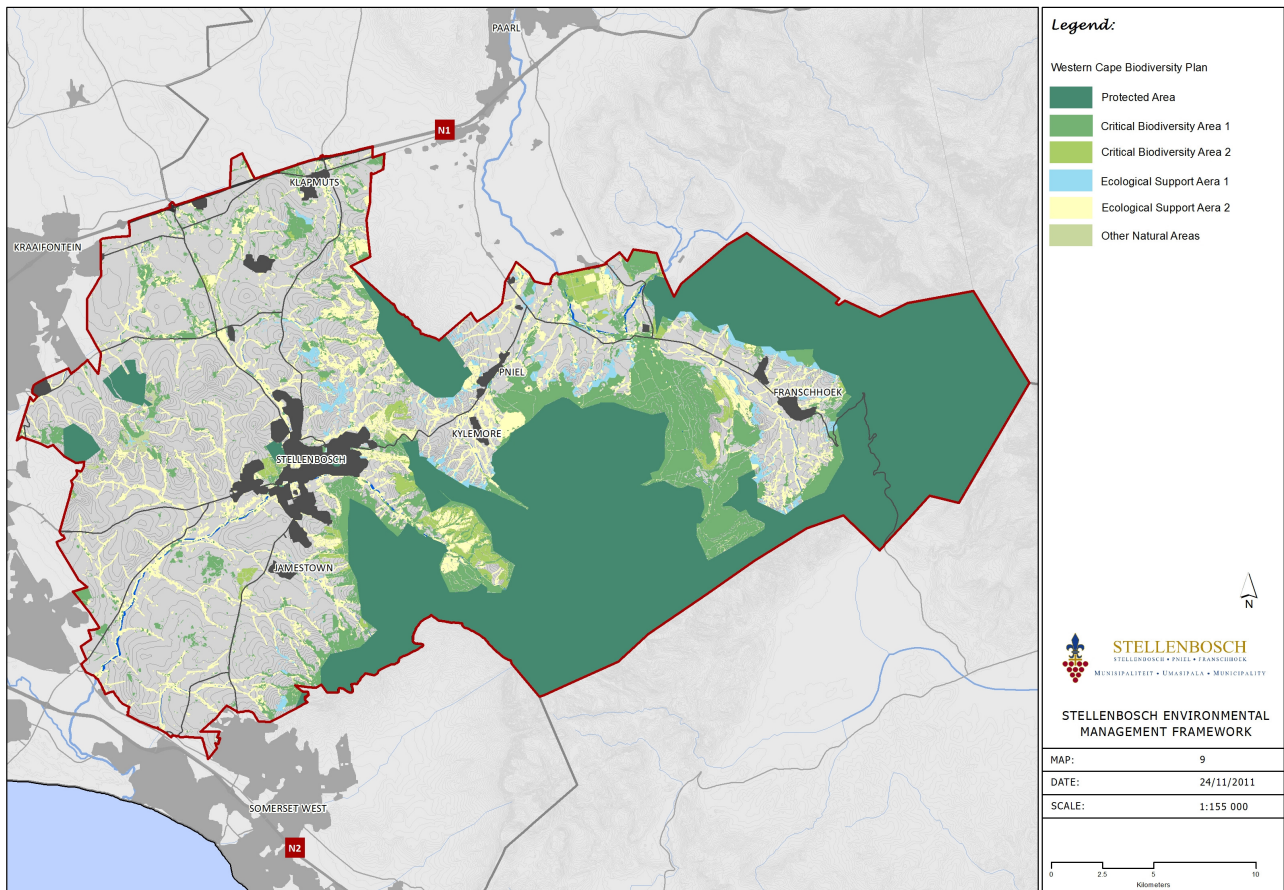 PAARL
N1
KLAPMUTS
KRAAIFONTEIN
PNIEL
FRANSCHHOEK
KYLEMORE
STELLENBOSCH
JAMESTOWN
SOMERSET WEST
N2
Legend:
Western Cape Biodiversity Plan
Protected Area
Critical Biodiversity Area 1
Critical Biodiversity Area 2
Ecological Support Aera 1
Ecological Support Aera 2
Other Natural Areas
N
STELLENBOSCH
STELLENBOSCH • PNIEL • FRANSCHHOEK
MUNISIPALITEIT • UMASIPALA • MUNICIPALITY
STELLENBOSCH ENVIRONMENTAL
MANAGEMENT FRAMEWORK
MAP: 9
DATE: 24/11/2011
SCALE: 1:155 000
0 2.5 5 10
Kilometers